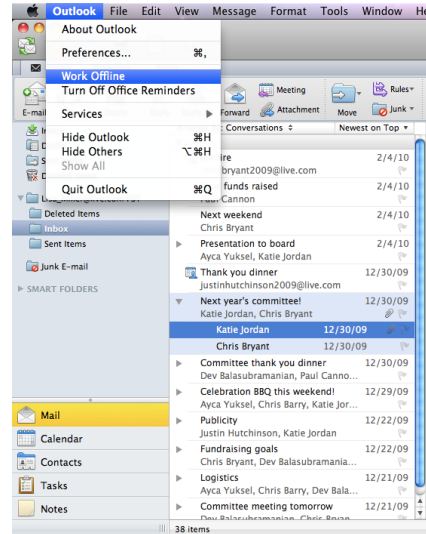 Outlook File Edit View Message Format Tools Window
About Outlook
Preferences... ⌘,
Work Offline
Turn Off Office Reminders
Services ▶
Hide Outlook ⌘H
Hide Others ⌥⌘H
Show All
Quit Outlook ⌘Q
E-mail
Forward
Meeting
Attachment
Move
Rules
Junk
Conversations
Newest on Top
2/4/10
bryant2009@live.com
funds raised 2/4/10
Cannon
Next weekend 2/4/10
Chris Bryant
Presentation to board 2/4/10
Ayca Yuksel, Katie Jordan
Thank you dinner 12/30/09
justinhutchinson2009@live.com
Next year's committee! 12/30/09
Katie Jordan, Chris Bryant
Katie Jordan 12/30/09
Chris Bryant 12/30/09
Committee thank you dinner 12/30/09
Dev Balasubramanian, Paul Canno...
Celebration BBQ this weekend! 12/29/09
Ayca Yuksel, Chris Barry, Katie Jor...
Publicity 12/22/09
Justin Hutchinson, Katie Jordan
Fundraising goals 12/22/09
Chris Bryant, Dev Balasubramania...
Logistics 12/21/09
Ayca Yuksel, Chris Barry, Dev Bala...
Committee meeting tomorrow 12/21/09
Deleted Items
Inbox
Sent Items
Junk E-mail
SMART FOLDERS
Mail
Calendar
Contacts
Tasks
Notes
38 items